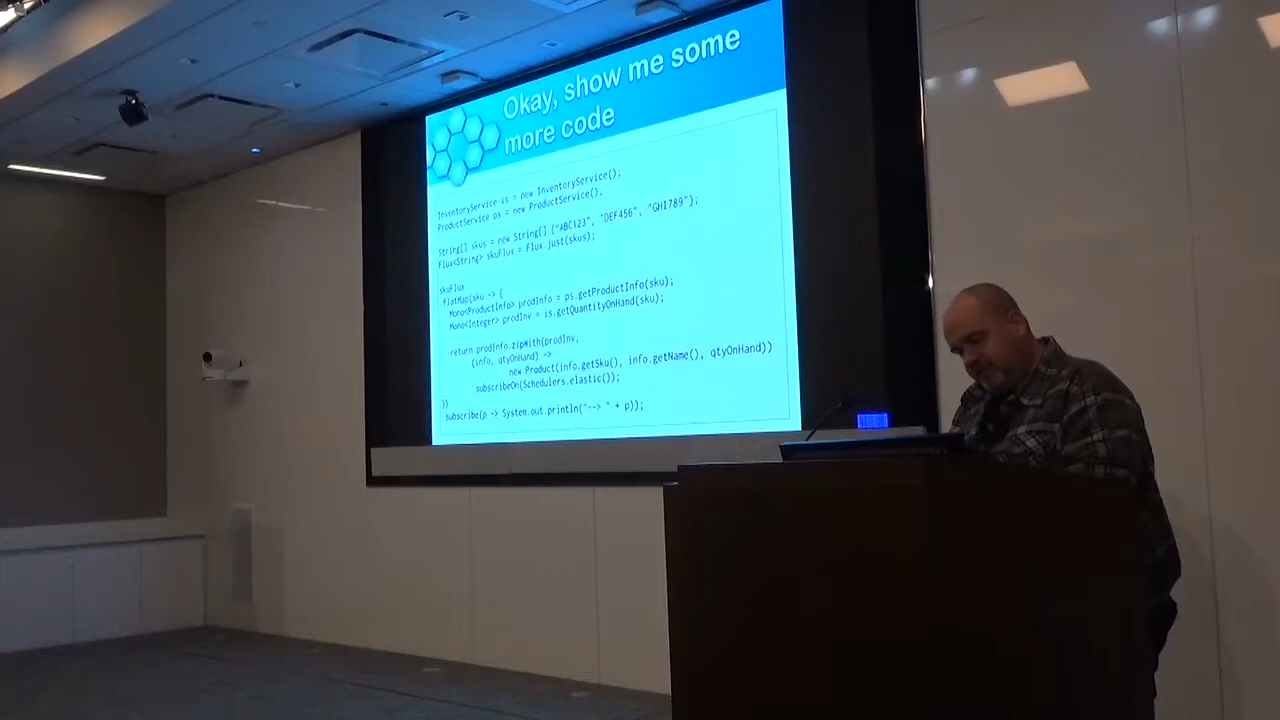 Okay, show me some
more code
InventoryService is = new InventoryService();
ProductService ps = new ProductService();
String[] skus = new String[] {"ABC123", "DEF456", "GHI789"};
Flux<String> skuFlux = Flux.just(skus);
skuFlux
.flatMap(sku -> {
Mono<ProductInfo> prodInfo = ps.getProductInfo(sku);
Mono<Integer> prodInv = is.getQuantityOnHand(sku);
return prodInfo.zipWith(prodInv,
(info, qtyOnHand) ->
new Product(info.getSku(), info.getName(), qtyOnHand))
.subscribeOn(Schedulers.elastic());
})
.subscribe(p -> System.out.println("--> " + p));